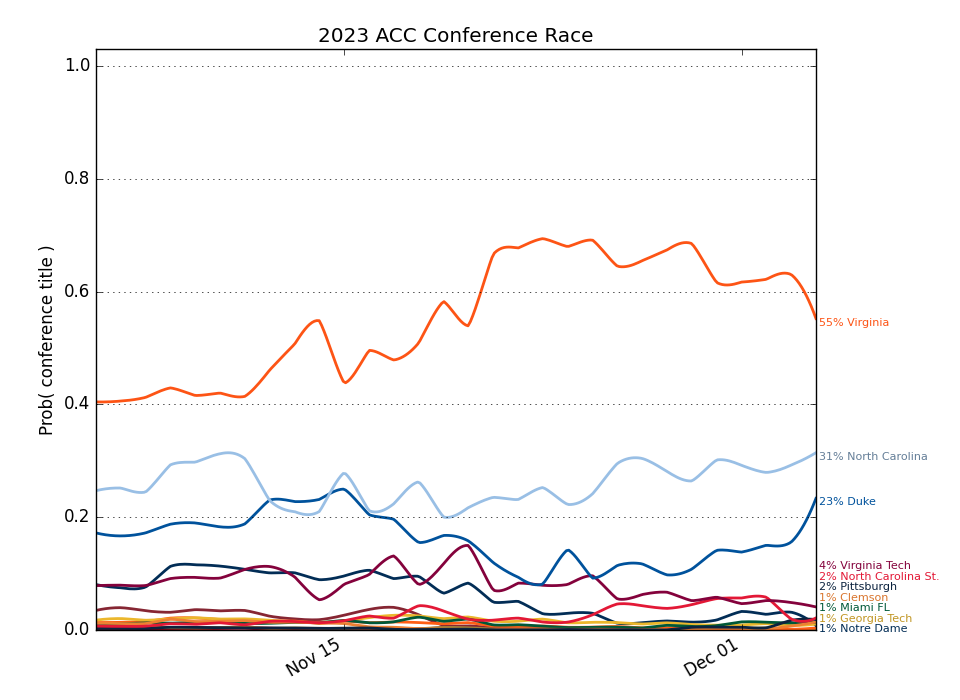 2023 ACC Conference Race
Prob( conference title )
1.0
0.8
0.6
0.4
0.2
0.0
Nov 15
Dec 01
55% Virginia
31% North Carolina
23% Duke
4% Virginia Tech
2% North Carolina St.
2% Pittsburgh
1% Clemson
1% Miami FL
1% Georgia Tech
1% Notre Dame